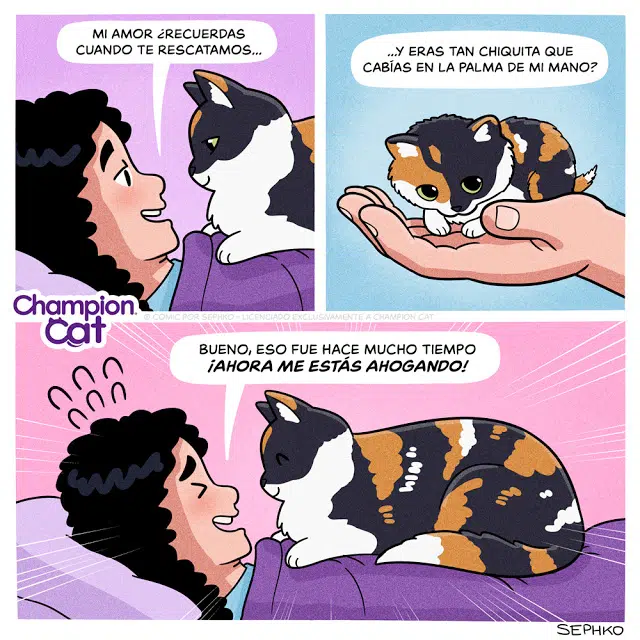 MI AMOR ¿RECUERDAS
CUANDO TE RESCATAMOS...
...Y ERAS TAN CHIQUITA QUE
CABÍAS EN LA PALMA DE MI MANO?
Champion
Cat
© COMIC POR SEPHKO - LICENCIADO EXCLUSIVAMENTE A CHAMPION CAT
BUENO, ESO FUE HACE MUCHO TIEMPO
¡AHORA ME ESTÁS AHOGANDO!
SEPHKO